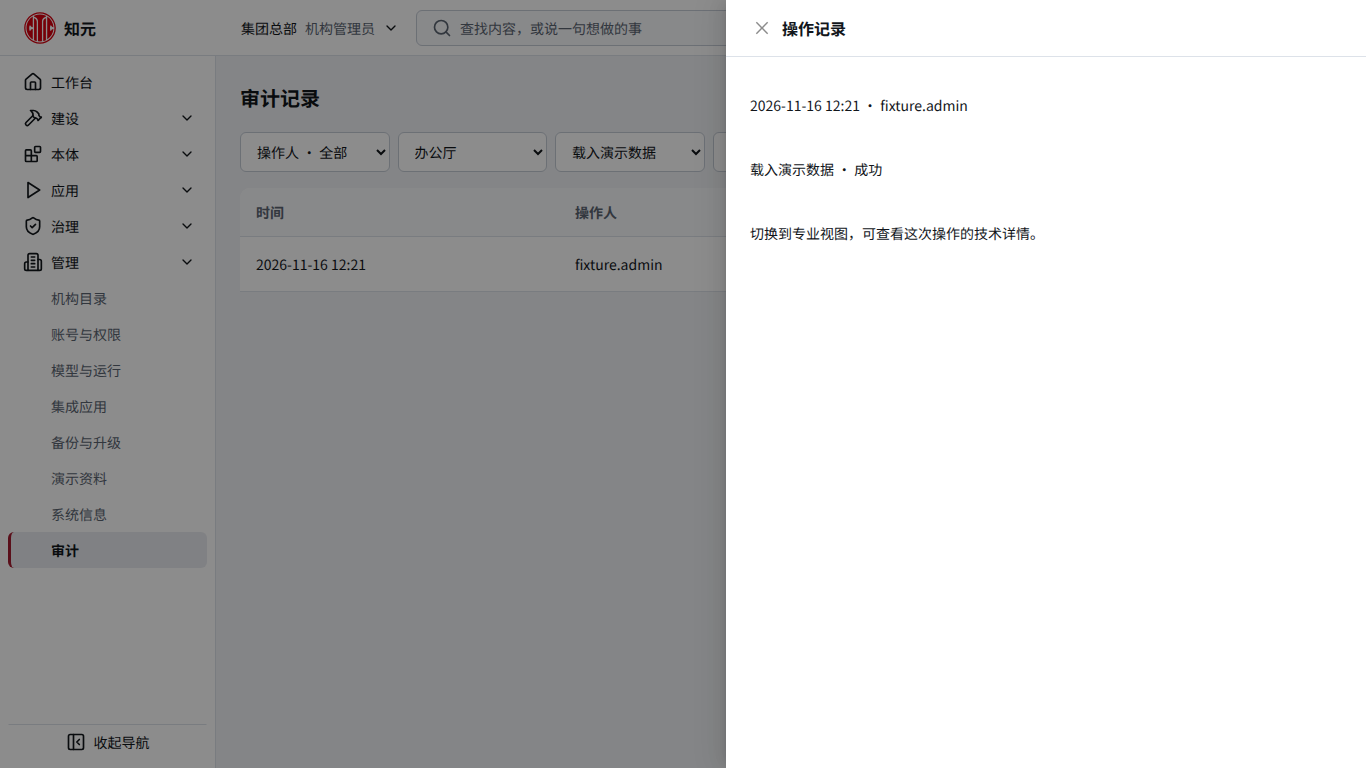 知元
集团总部 机构管理员
查找内容，或说一句想做的事
工作台
建设
本体
应用
治理
管理
机构目录
账号与权限
模型与运行
集成应用
备份与升级
演示资料
系统信息
审计
收起导航
审计记录
操作人 · 全部
办公厅
载入演示数据
时间 操作人
2026-11-16 12:21 fixture.admin
操作记录
2026-11-16 12:21 · fixture.admin
载入演示数据 · 成功
切换到专业视图，可查看这次操作的技术详情。